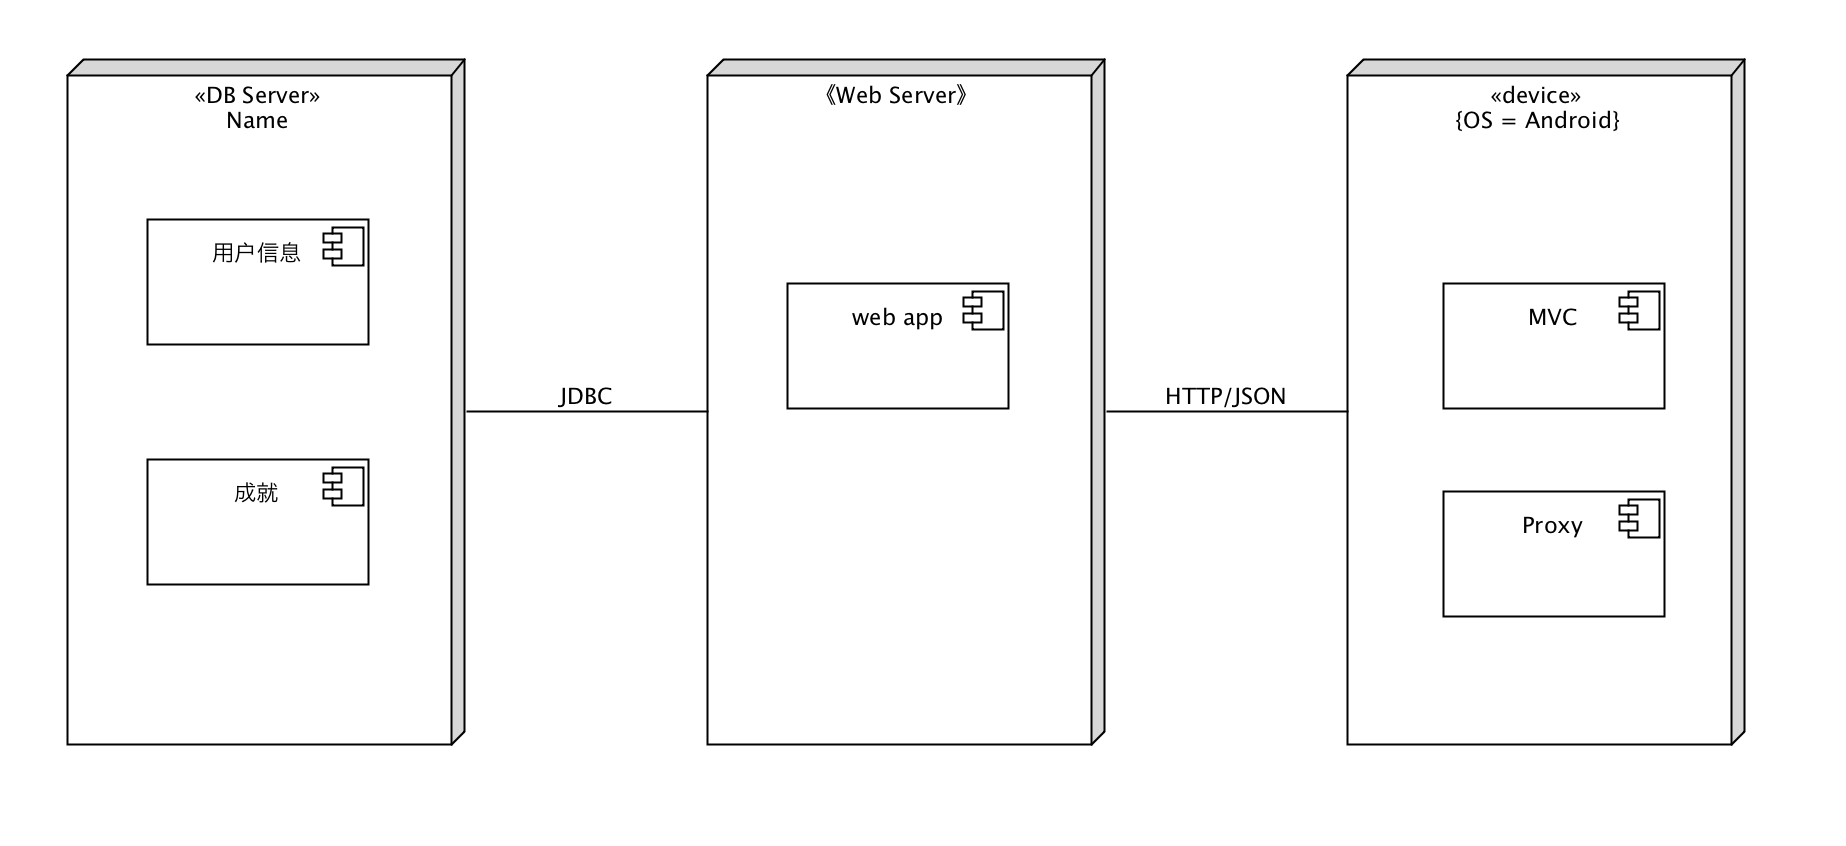 «DB Server»
Name
用户信息
成就
JDBC
《Web Server》
web app
HTTP/JSON
«device»
{OS = Android}
MVC
Proxy